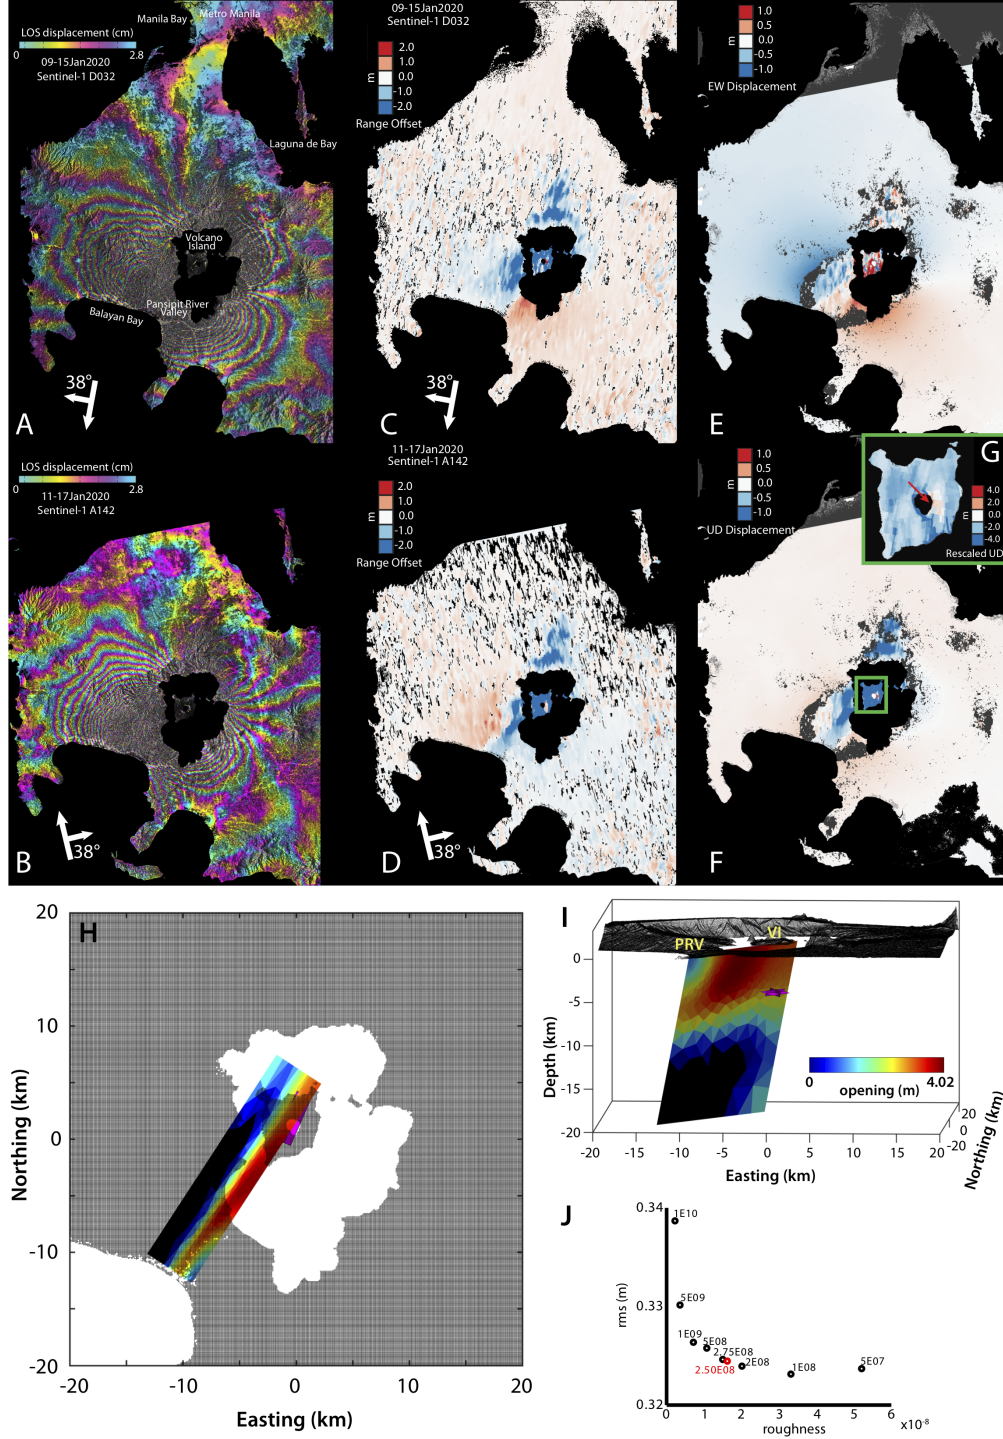 Manila Bay
Metro Manila
LOS displacement (cm)
0
2.8
09-15Jan2020
Sentinel-1 D032
Laguna de Bay
Volcano
Island
Pansipit River
Valley
Balayan Bay
38°
A
09-15Jan2020
Sentinel-1 D032
2.0
1.0
0.0
-1.0
-2.0
m
Range Offset
38°
C
1.0
0.5
0.0
-0.5
-1.0
m
EW Displacement
E
LOS displacement (cm)
0
2.8
11-17Jan2020
Sentinel-1 A142
38°
B
11-17Jan2020
Sentinel-1 A142
2.0
1.0
0.0
-1.0
-2.0
m
Range Offset
38°
D
1.0
0.5
0.0
-0.5
-1.0
m
UD Displacement
F
G
4.0
2.0
0.0
-2.0
-4.0
m
Rescaled UD
H
20
10
0
-10
-20
Northing (km)
-20
-10
0
10
20
Easting (km)
I
PRV
VI
0
-5
-10
-15
-20
Depth (km)
0
4.02
opening (m)
20
0
-20
Northing (km)
-20
-15
-10
-5
0
5
10
15
20
Easting (km)
J
0.34
0.33
0.32
rms (m)
1E10
5E09
1E09
5E08
2.75E08
2.50E08
2E08
1E08
5E07
0
1
2
3
4
5
6
x10-8
roughness